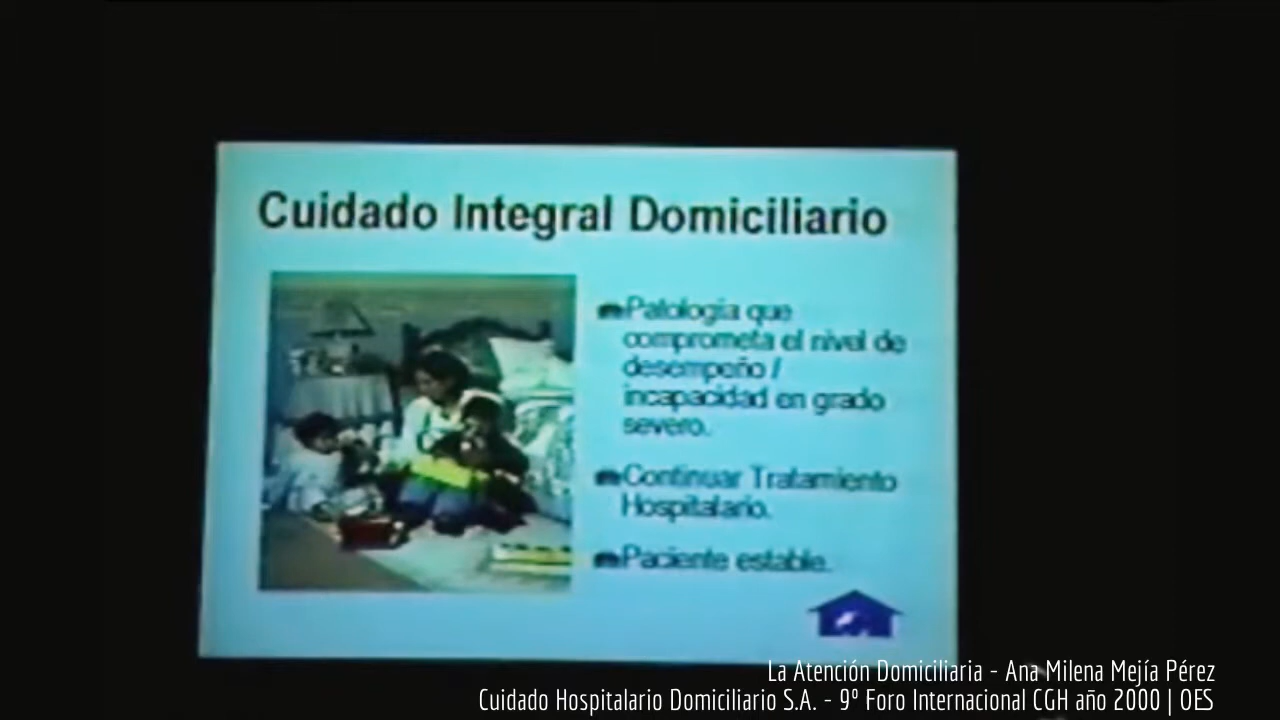 Cuidado Integral Domiciliario
Patología que
comprometa el nivel de
desempeño /
incapacidad en grado
severo.
Continuar Tratamiento
Hospitalario.
Paciente estable.
La Atención Domiciliaria - Ana Milena Mejía Pérez
Cuidado Hospitalario Domiciliario S.A. - 9º Foro Internacional CGH año 2000 | OES